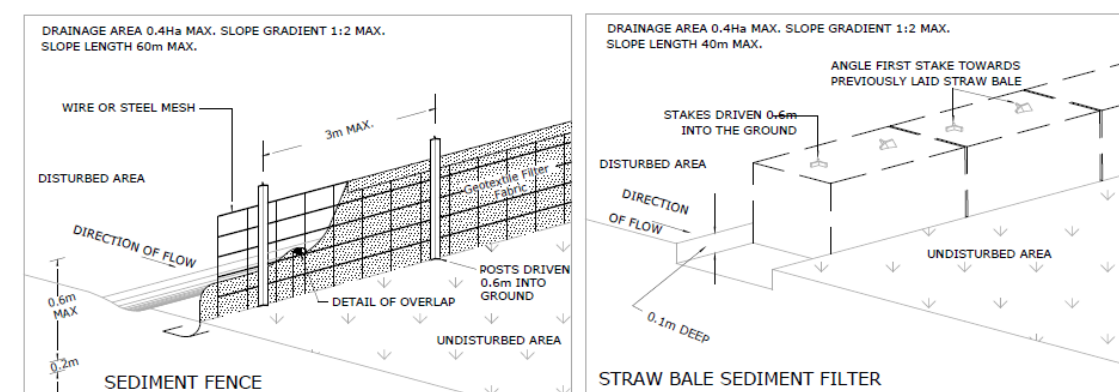 DRAINAGE AREA 0.4Ha MAX. SLOPE GRADIENT 1:2 MAX.
SLOPE LENGTH 60m MAX.
WIRE OR STEEL MESH
3m MAX.
DISTURBED AREA
Geotextile Filter
Fabric
DIRECTION OF FLOW
POSTS DRIVEN
0.6m INTO
GROUND
DETAIL OF OVERLAP
0.6m
MAX
UNDISTURBED AREA
0.2m
SEDIMENT FENCE
DRAINAGE AREA 0.4Ha MAX. SLOPE GRADIENT 1:2 MAX.
SLOPE LENGTH 40m MAX.
ANGLE FIRST STAKE TOWARDS
PREVIOUSLY LAID STRAW BALE
STAKES DRIVEN 0.6m
INTO THE GROUND
DISTURBED AREA
DIRECTION
OF FLOW
UNDISTURBED AREA
0.1m DEEP
STRAW BALE SEDIMENT FILTER